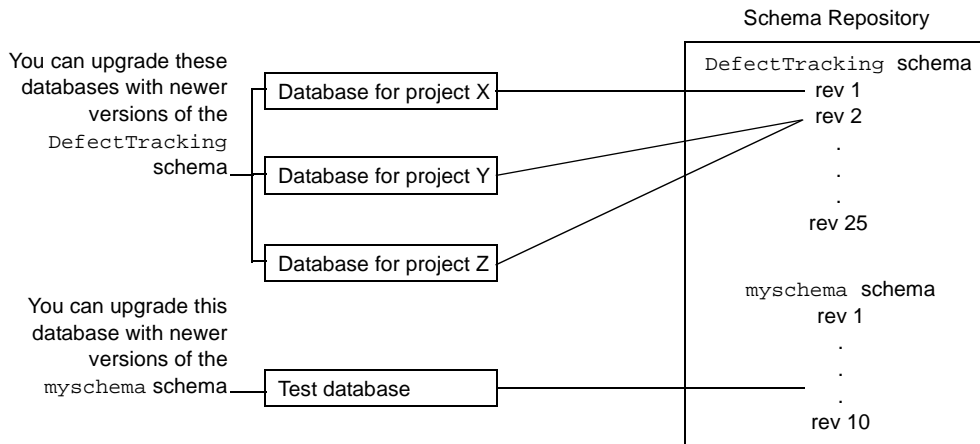 Schema Repository
You can upgrade these
databases with newer
versions of the
DefectTracking
schema
Database for project X
Database for project Y
Database for project Z
DefectTracking schema
rev 1
rev 2
.
.
.
rev 25
You can upgrade this
database with newer
versions of the
myschema schema
Test database
myschema schema
rev 1
.
.
.
rev 10